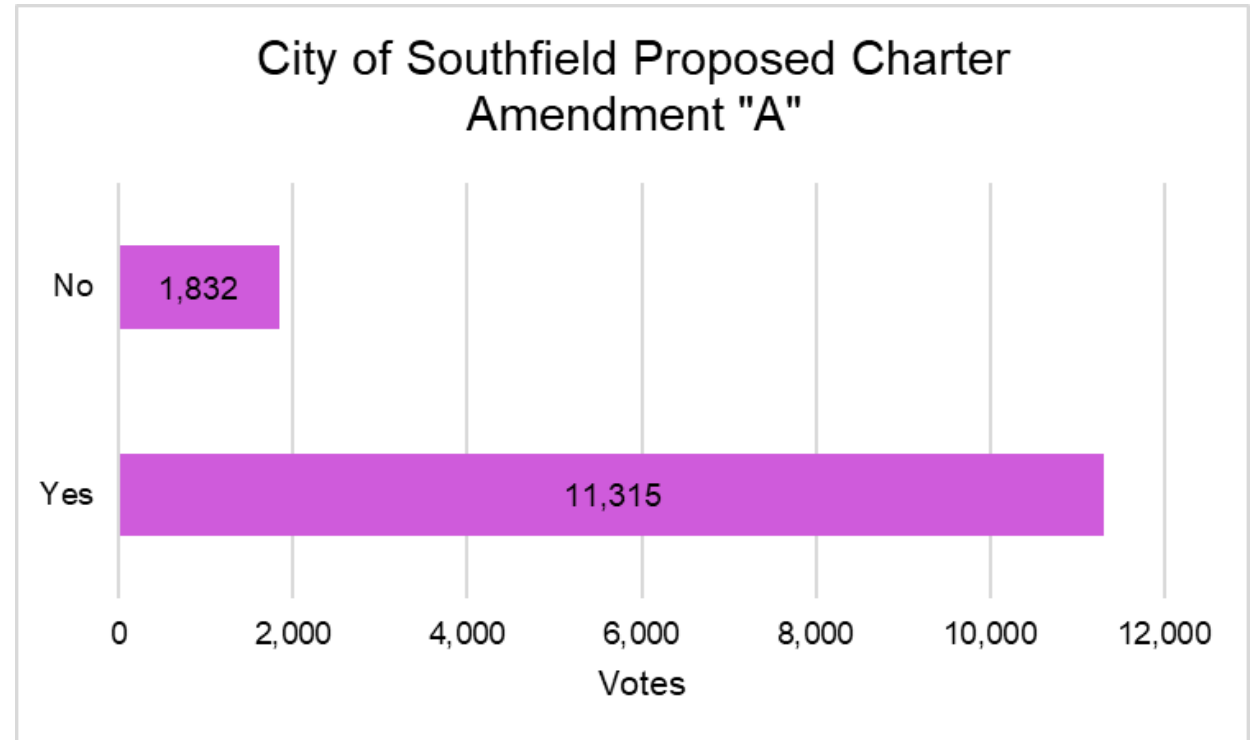 City of Southfield Proposed Charter
Amendment "A"
No
1,832
Yes
11,315
0
2,000
4,000
6,000
8,000
10,000
12,000
Votes